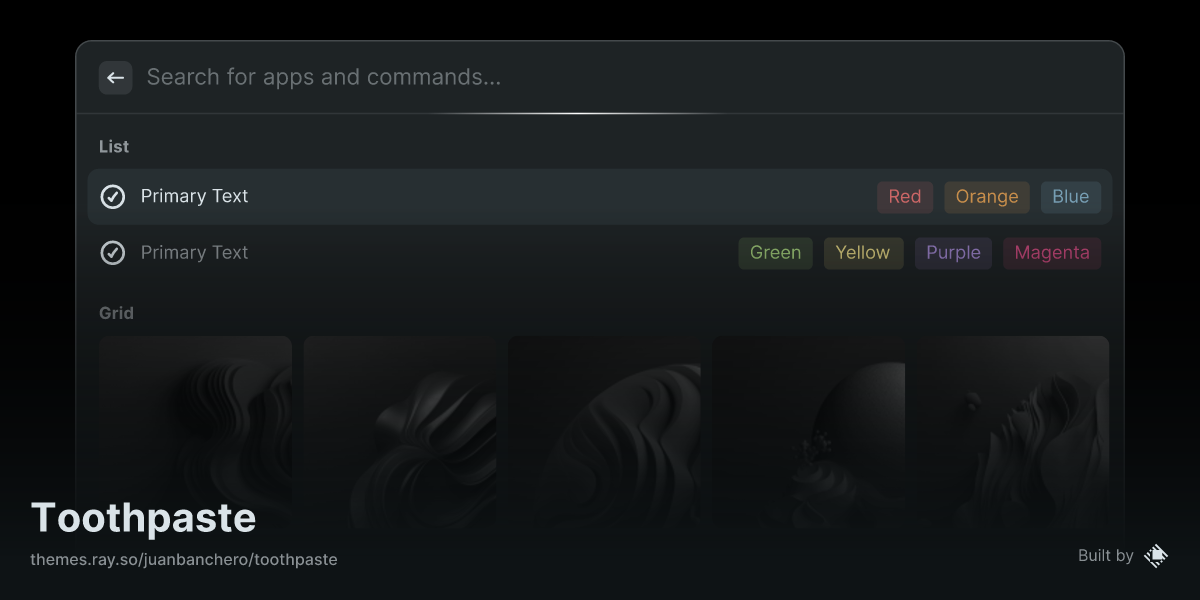 Search for apps and commands...
List
Primary Text Red Orange Blue
Primary Text Green Yellow Purple Magenta
Grid
Toothpaste
themes.ray.so/juanbanchero/toothpaste
Built by